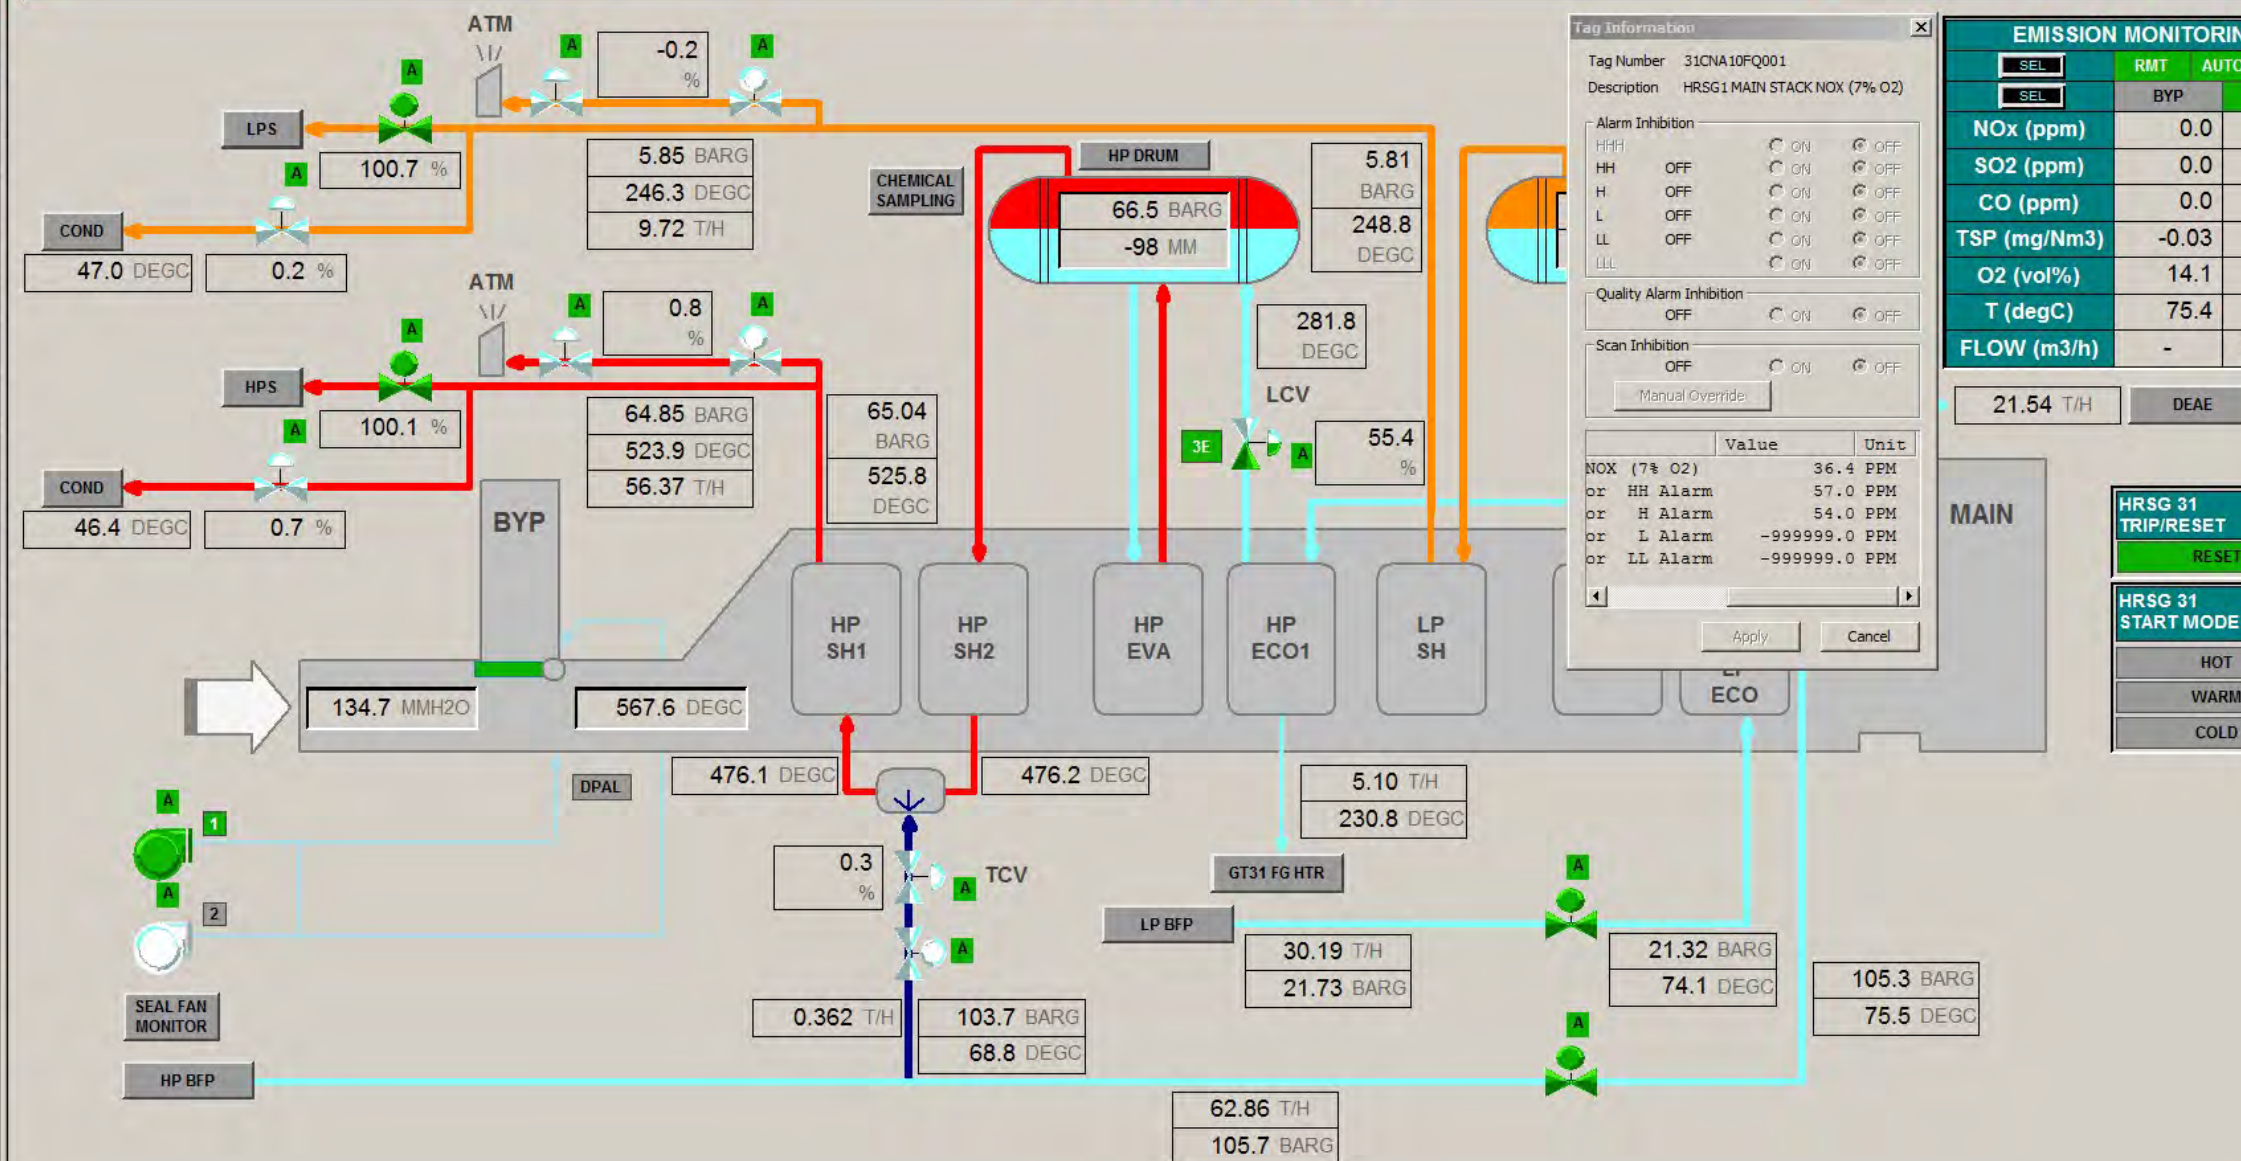 ATM
A
-0.2
%
A
A
LPS
100.7 %
A
COND
47.0 DEGC
0.2 %
5.85 BARG
246.3 DEGC
9.72 T/H
CHEMICAL
SAMPLING
HP DRUM
66.5 BARG
-98 MM
5.81
BARG
248.8
DEGC
ATM
A
0.8
%
A
A
HPS
100.1 %
A
COND
46.4 DEGC
0.7 %
64.85 BARG
523.9 DEGC
56.37 T/H
65.04
BARG
525.8
DEGC
281.8
DEGC
LCV
3E
A
55.4
%
Tag Information
Tag Number 31CNA10FQ001
Description HRSG1 MAIN STACK NOX (7% O2)
Alarm Inhibition
HHH ON OFF
HH OFF ON OFF
H OFF ON OFF
L OFF ON OFF
LL OFF ON OFF
LLL ON OFF
Quality Alarm Inhibition
OFF ON OFF
Scan Inhibition
OFF ON OFF
Manual Override
Value Unit
NOX (7% O2) 36.4 PPM
or HH Alarm 57.0 PPM
or H Alarm 54.0 PPM
or L Alarm -999999.0 PPM
or LL Alarm -999999.0 PPM
Apply Cancel
EMISSION MONITORIN
SEL RMT AUTO
SEL BYP
NOx (ppm) 0.0
SO2 (ppm) 0.0
CO (ppm) 0.0
TSP (mg/Nm3) -0.03
O2 (vol%) 14.1
T (degC) 75.4
FLOW (m3/h) -
21.54 T/H
DEAE
MAIN
HRSG 31
TRIP/RESET
RESET
HRSG 31
START MODE
HOT
WARM
COLD
BYP
HP
SH1
HP
SH2
HP
EVA
HP
ECO1
LP
SH
ECO
134.7 MMH2O
567.6 DEGC
DPAL
476.1 DEGC
476.2 DEGC
5.10 T/H
230.8 DEGC
GT31 FG HTR
A
1
A
2
SEAL FAN
MONITOR
0.3
%
TCV
A
A
0.362 T/H
103.7 BARG
68.8 DEGC
LP BFP
30.19 T/H
21.73 BARG
A
21.32 BARG
74.1 DEGC
105.3 BARG
75.5 DEGC
A
HP BFP
62.86 T/H
105.7 BARG